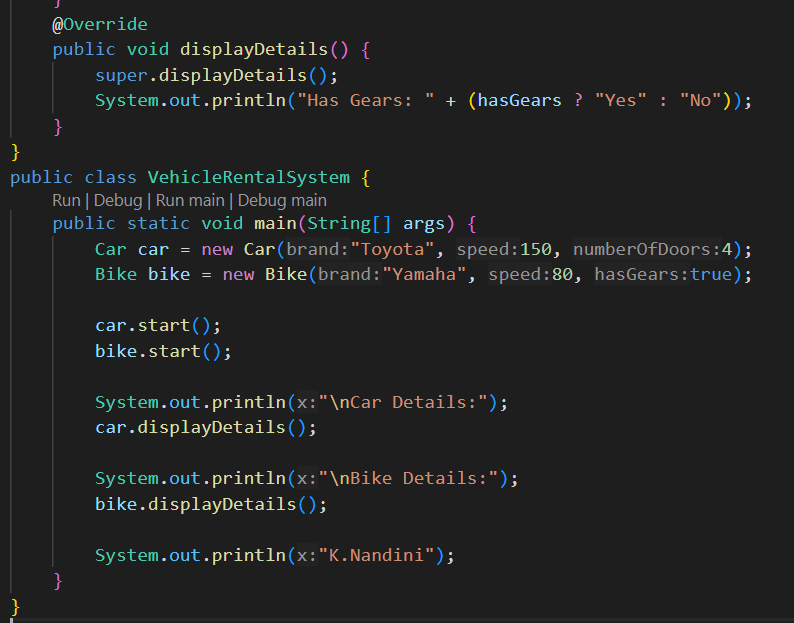 }
@Override
public void displayDetails() {
super.displayDetails();
System.out.println("Has Gears: " + (hasGears ? "Yes" : "No"));
}
}
public class VehicleRentalSystem {
Run | Debug | Run main | Debug main
public static void main(String[] args) {
Car car = new Car(brand:"Toyota", speed:150, numberOfDoors:4);
Bike bike = new Bike(brand:"Yamaha", speed:80, hasGears:true);
car.start();
bike.start();
System.out.println(x:"\nCar Details:");
car.displayDetails();
System.out.println(x:"\nBike Details:");
bike.displayDetails();
System.out.println(x:"K.Nandini");
}
}